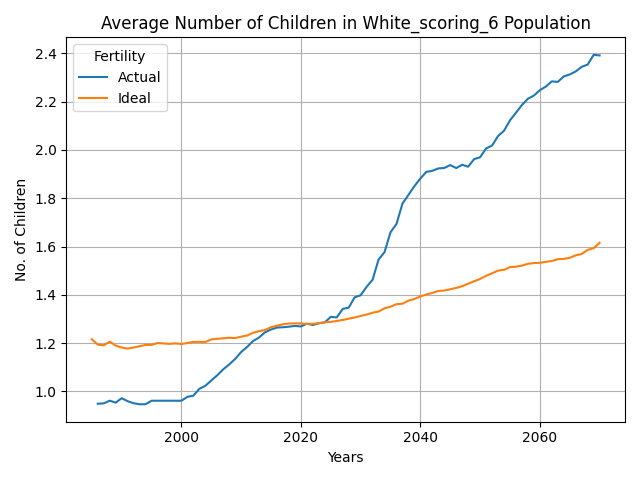 Average Number of Children in White_scoring_6 Population
Fertility
Actual
Ideal
No. of Children
2.4
2.2
2.0
1.8
1.6
1.4
1.2
1.0
2000
2020
2040
2060
Years